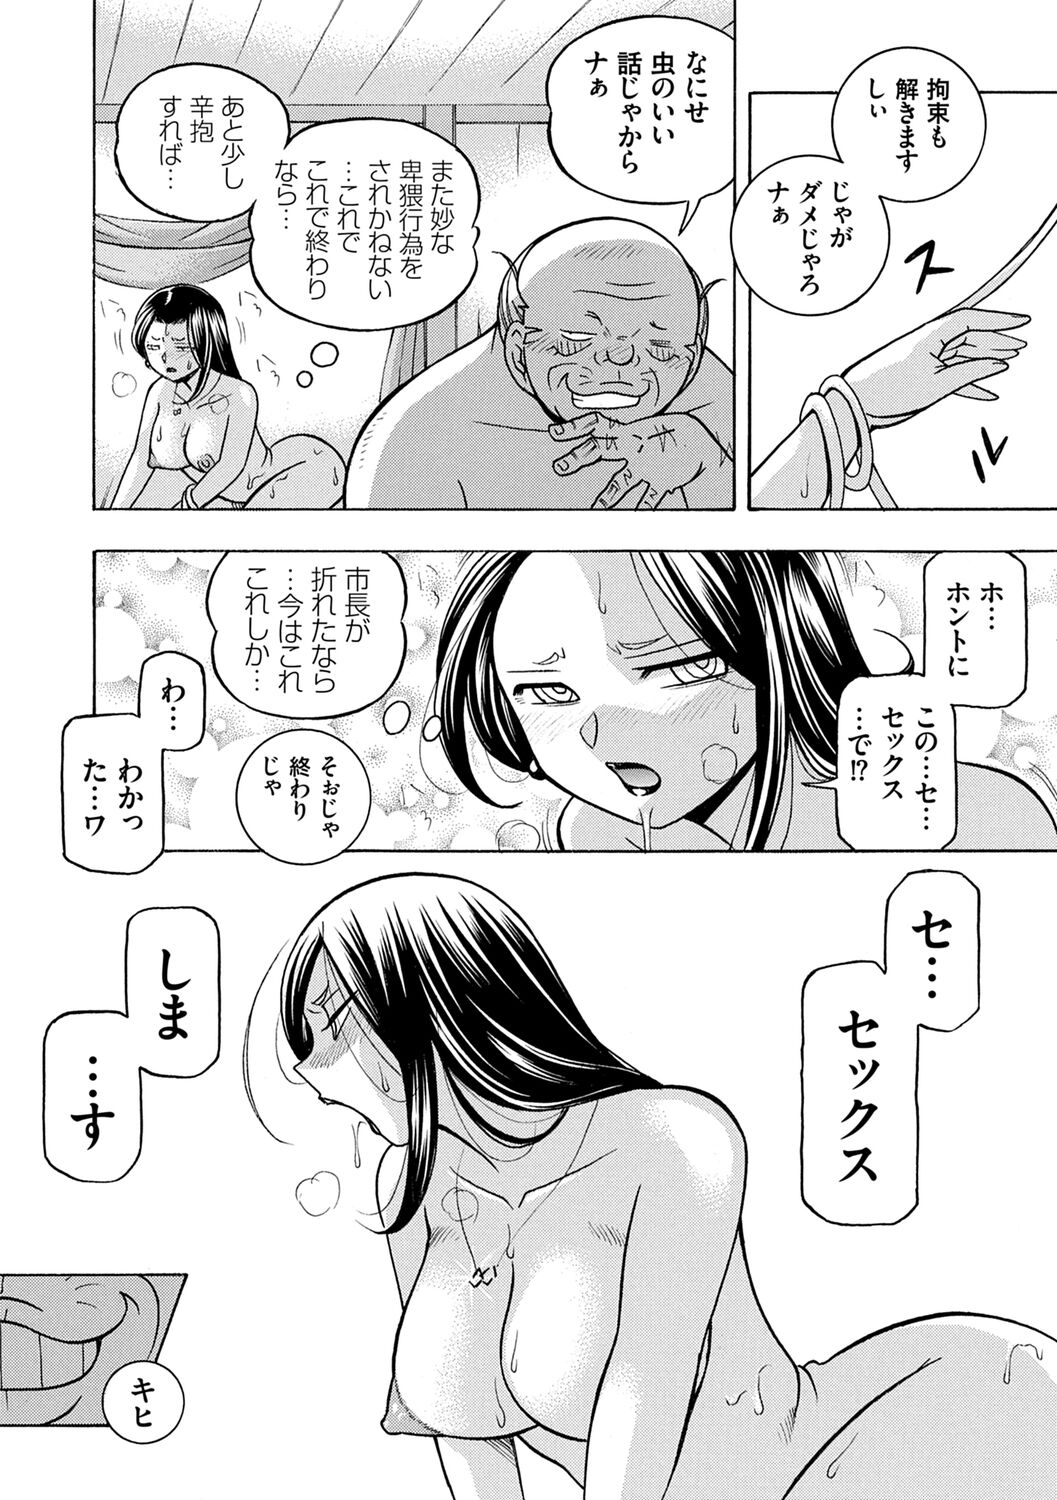 拘束も
解きます
しぃ
じゃが
ダメじゃろ
ナぁ
スル
なにせ
虫のいい
話じゃから
ナぁ
また妙な
卑猥行為を
されかねない
…これで
これで終わり
なら…
あと少し
辛抱
すれば…
ホ…
ホントに
この…セ…
セックス
…で!?
市長が
折れたなら
…今はこれ
これしか…
そぉじゃ
終わり
じゃ
わ…
わかっ
た…ワ
セ…
セックス
しま
…す
キヒ